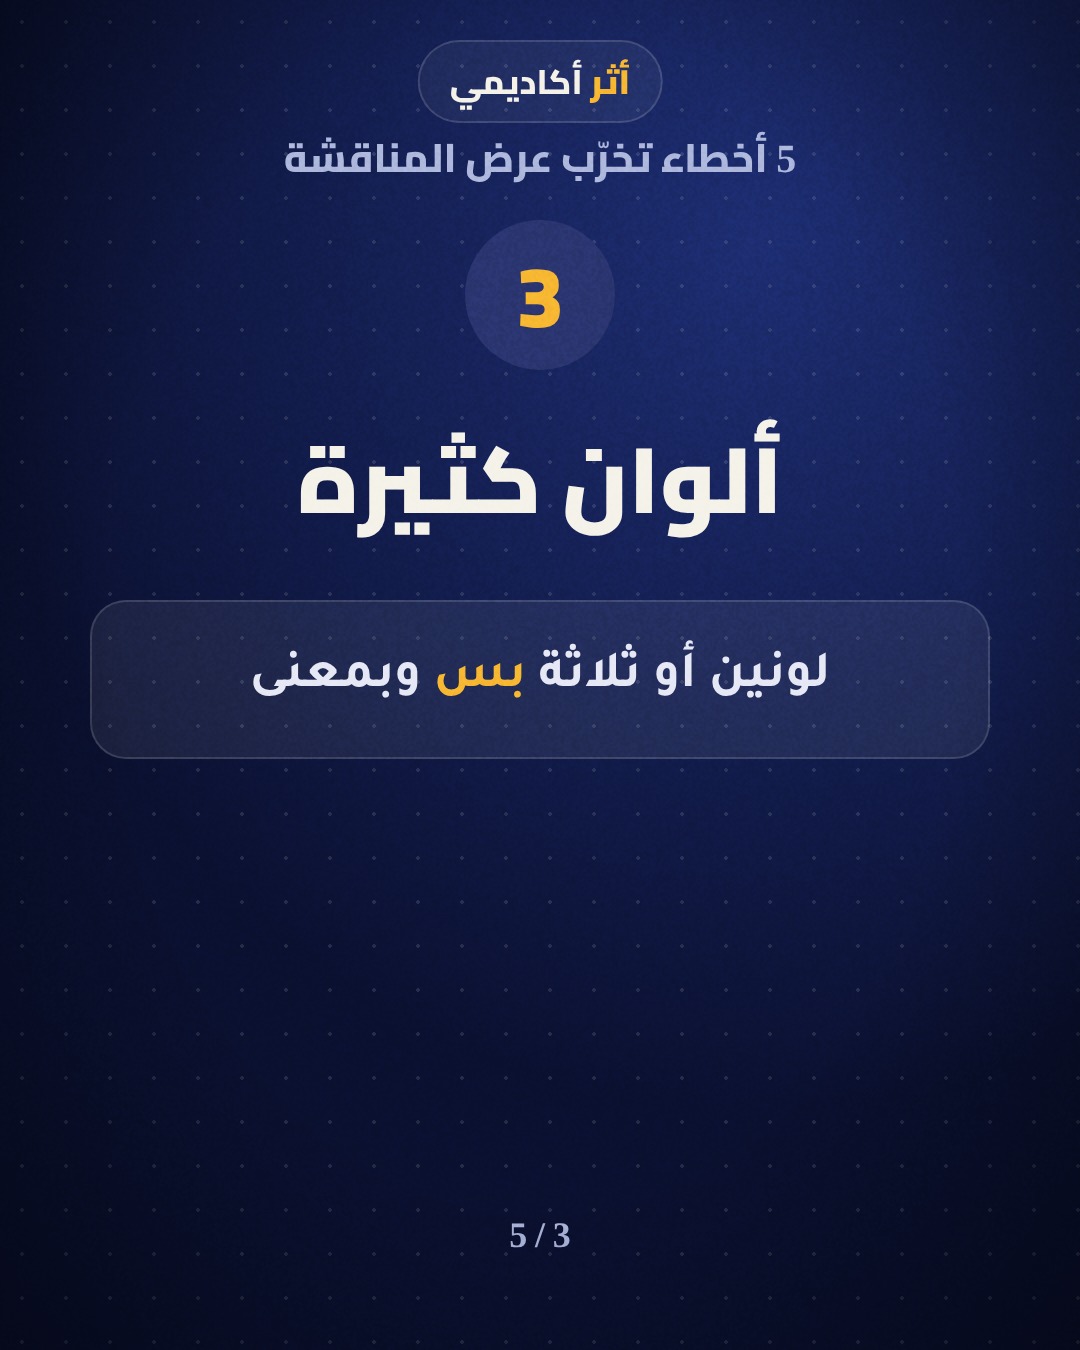 أثر أكاديمي
5 أخطاء تخرّب عرض المناقشة
3
ألوان كثيرة
لونين أو ثلاثة بس وبمعنى
5 / 3